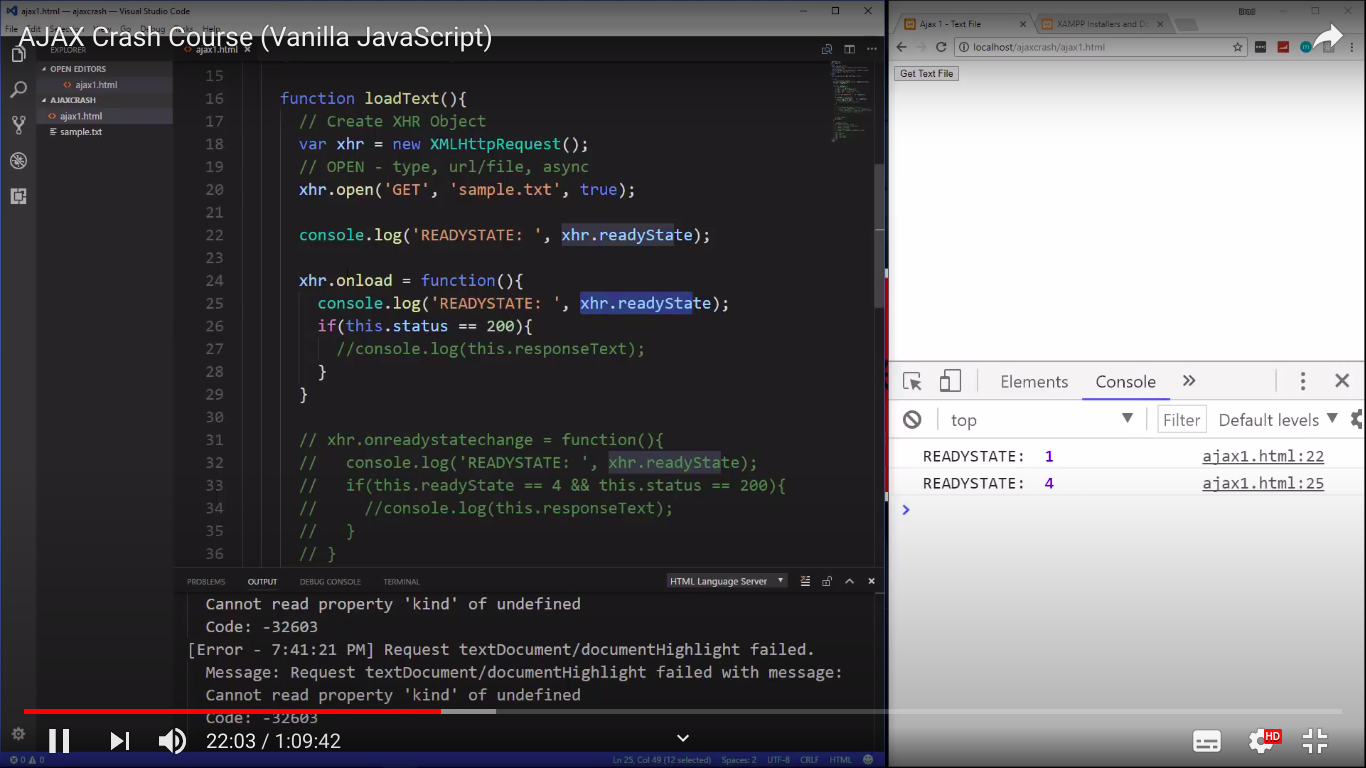 ajax1.html — ajaxcrash — Visual Studio Code
AJAX Crash Course (Vanilla JavaScript)
EXPLORER
OPEN EDITORS
ajax1.html
AJAXCRASH
ajax1.html
sample.txt
ajax1.html
15
16 function loadText(){
17 // Create XHR Object
18 var xhr = new XMLHttpRequest();
19 // OPEN - type, url/file, async
20 xhr.open('GET', 'sample.txt', true);
21
22 console.log('READYSTATE: ', xhr.readyState);
23
24 xhr.onload = function(){
25 console.log('READYSTATE: ', xhr.readyState);
26 if(this.status == 200){
27 //console.log(this.responseText);
28 }
29 }
30
31 // xhr.onreadystatechange = function(){
32 // console.log('READYSTATE: ', xhr.readyState);
33 // if(this.readyState == 4 && this.status == 200){
34 // //console.log(this.responseText);
35 // }
36 // }
PROBLEMS OUTPUT DEBUG CONSOLE TERMINAL HTML Language Server
Cannot read property 'kind' of undefined
Code: -32603
[Error - 7:41:21 PM] Request textDocument/documentHighlight failed.
Message: Request textDocument/documentHighlight failed with message:
Cannot read property 'kind' of undefined
Code: -32603
22:03 / 1:09:42
HD
0 0 Ln 25, Col 49 (12 selected) Spaces: 2 UTF-8 CRLF HTML
Brad
Ajax 1 - Text File XAMPP Installers and Do
localhost/ajaxcrash/ajax1.html
Get Text File
Elements Console
top Filter Default levels
READYSTATE: 1 ajax1.html:22
READYSTATE: 4 ajax1.html:25